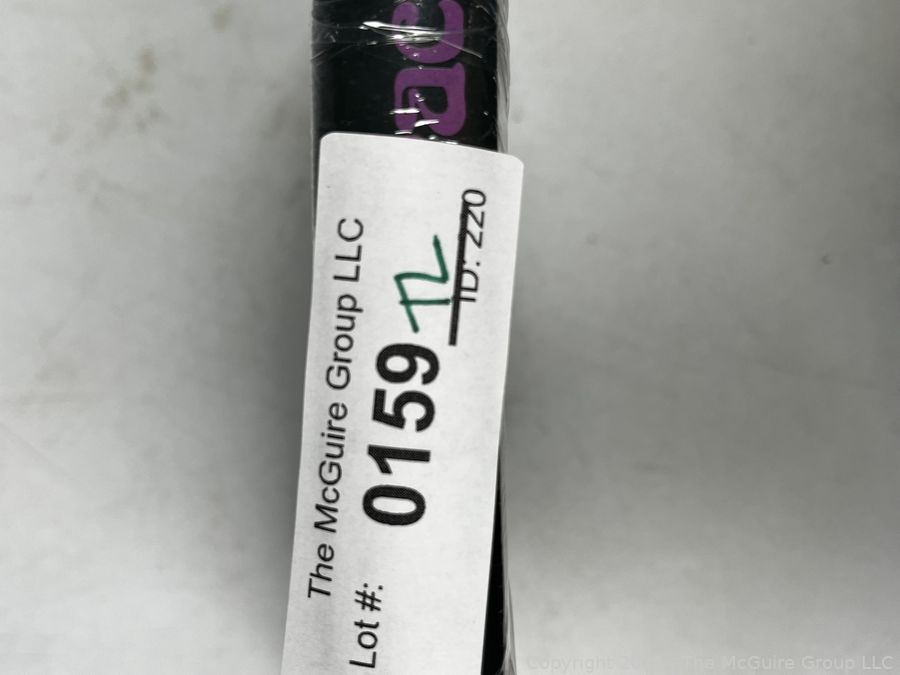 The McGuire Group LLC
Lot #: 0159 TL
ID: 220
Copyright The McGuire Group LLC